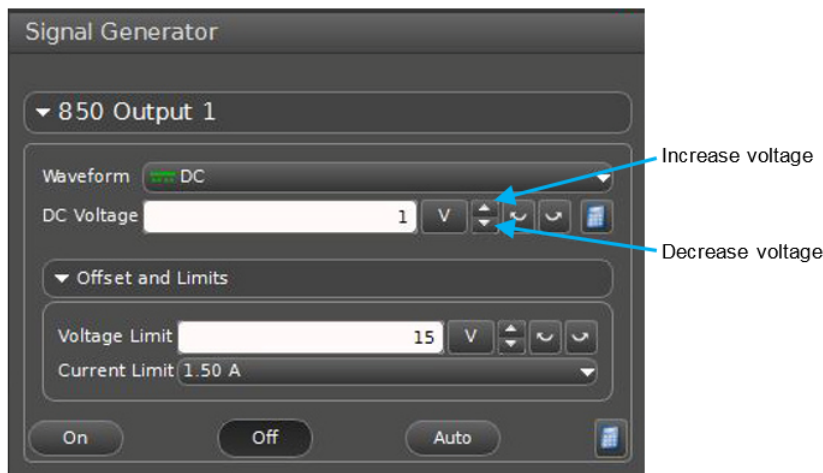 Signal Generator
850 Output 1
Increase voltage
Waveform DC
DC Voltage 1 V
Decrease voltage
Offset and Limits
Voltage Limit 15 V
Current Limit 1.50 A
On Off Auto